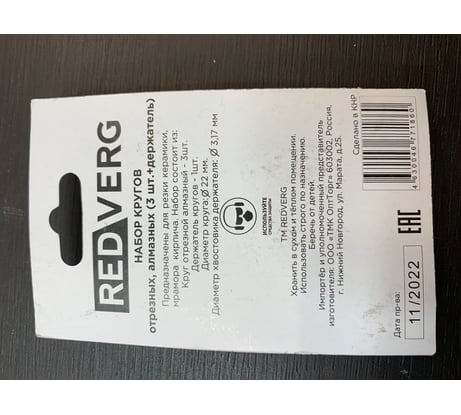 REDVERG
НАБОР КРУГОВ
отрезных, алмазных (3 шт.+держатель)
Предназначены для резки керамики,
мрамора кирпича. Набор состоит из:
Круг отрезной алмазный - 3шт.
Держатель кругов - 1шт.
Диаметр круга: Ø 22 мм.
Диаметр хвостовика держателя: Ø 3,17 мм
ИСПОЛЬЗУЙТЕ
СРЕДСТВА ЗАЩИТЫ
TM REDVERG
Хранить в сухом и тёплом помещении.
Использовать строго по назначению.
Беречь от детей.
Импортёр и уполномоченный представитель
изготовителя: ООО «ТМК ОптТорг» 603002, Россия,
г. Нижний Новгород, ул. Марата, д.25.
Сделано в КНР
EAC
Дата пр-ва:
11/2022